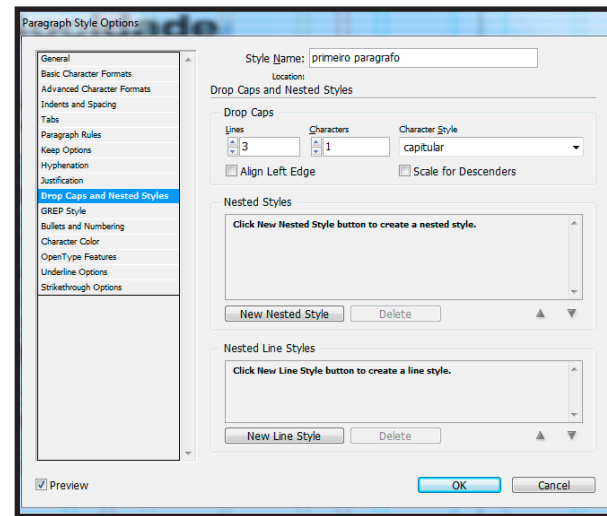 Paragraph Style Options
General
Basic Character Formats
Advanced Character Formats
Indents and Spacing
Tabs
Paragraph Rules
Keep Options
Hyphenation
Justification
Drop Caps and Nested Styles
GREP Style
Bullets and Numbering
Character Color
OpenType Features
Underline Options
Strikethrough Options
Style Name: primeiro paragrafo
Location:
Drop Caps and Nested Styles
Drop Caps
Lines Characters Character Style
3 1 capitular
Align Left Edge Scale for Descenders
Nested Styles
Click New Nested Style button to create a nested style.
New Nested Style Delete
Nested Line Styles
Click New Line Style button to create a line style.
New Line Style Delete
Preview OK Cancel